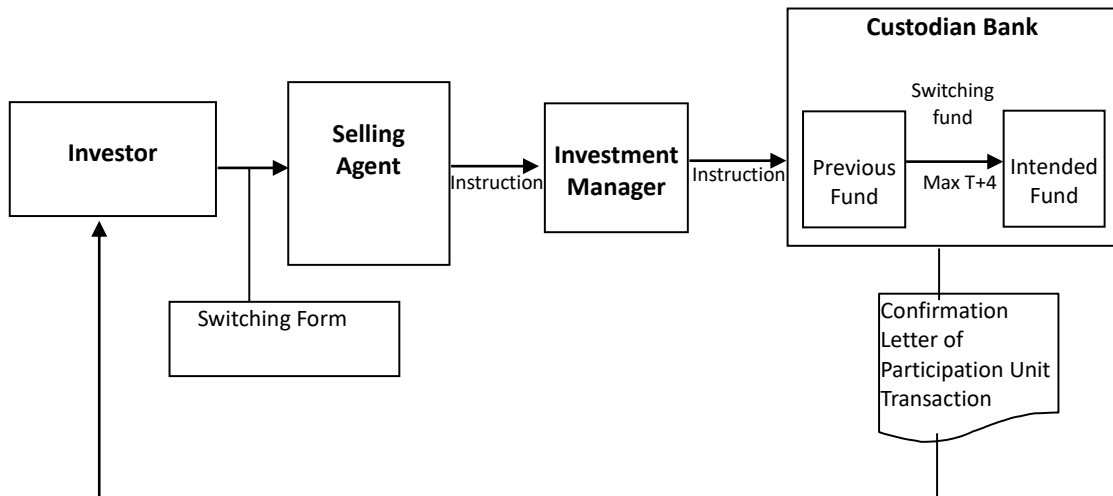 Custodian Bank
Investor
Selling
Agent
Instruction
Investment
Manager
Instruction
Switching
fund
Previous
Fund
Max T+4
Intended
Fund
Switching Form
Confirmation
Letter of
Participation Unit
Transaction